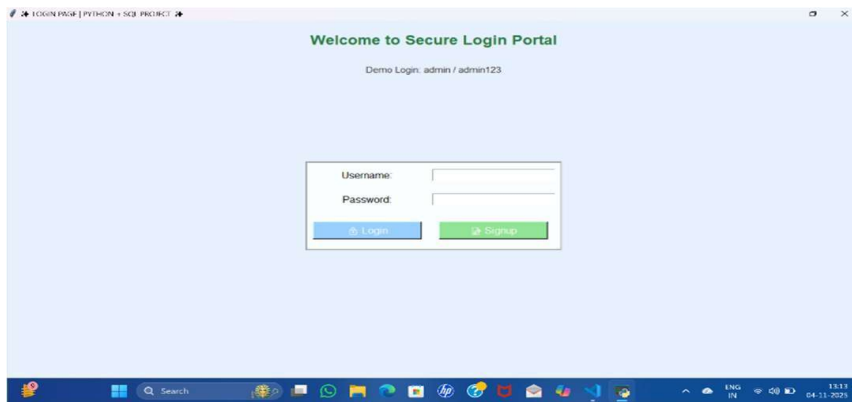 LOGIN PAGE | PYTHON + SQL PROJECT
Welcome to Secure Login Portal
Demo Login: admin / admin123
Username:
Password:
Login Signup
Search
ENG
IN
13:13
04-11-2025